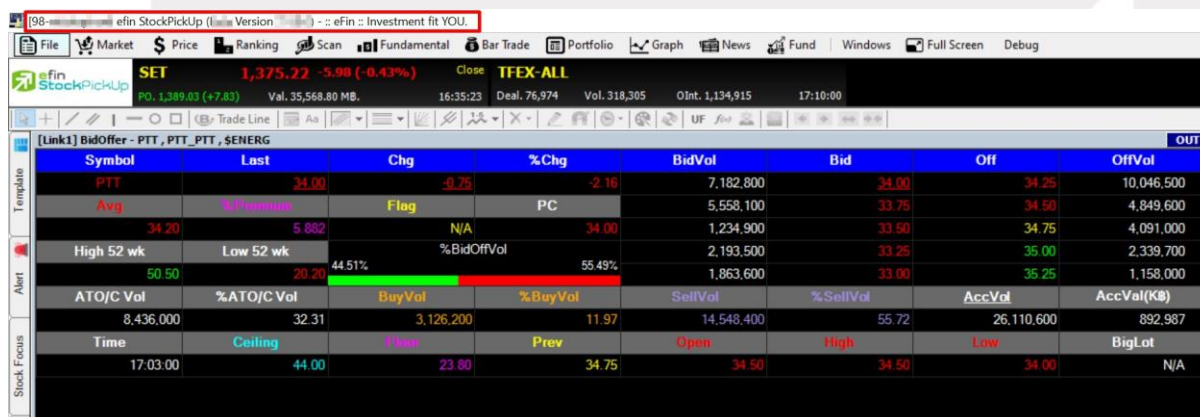 [98- efin StockPickUp ( Version ) - :: eFin :: Investment fit YOU.
File Market $ Price Ranking Scan Fundamental Bar Trade Portfolio Graph News Fund Windows Full Screen Debug
efin StockPickUp SET 1,375.22 -5.98 (-0.43%) Close TFEX-ALL
PO. 1,389.03 (+7.83) Val. 35,568.80 MB. 16:35:23 Deal. 76,974 Vol. 318,305 OInt. 1,134,915 17:10:00
Trade Line Aa UF f(x)
[Link1] BidOffer - PTT , PTT_PTT , $ENERG OUT
Symbol Last Chg %Chg BidVol Bid Off OffVol
PTT 34.00 -0.75 -2.16 7,182,800 34.00 34.25 10,046,500
Avg %Premium Flag PC 5,558,100 33.75 34.50 4,849,600
34.20 5.882 N/A 34.00 1,234,900 33.50 34.75 4,091,000
High 52 wk Low 52 wk %BidOffVol 2,193,500 33.25 35.00 2,339,700
50.50 20.20 44.51% 55.49% 1,863,600 33.00 35.25 1,158,000
ATO/C Vol %ATO/C Vol BuyVol %BuyVol SellVol %SellVol AccVol AccVal(K฿)
8,436,000 32.31 3,126,200 11.97 14,548,400 55.72 26,110,600 892,987
Time Ceiling Floor Prev Open High Low BigLot
17:03:00 44.00 23.80 34.75 34.50 34.50 34.00 N/A
Template
Alert
Stock Focus